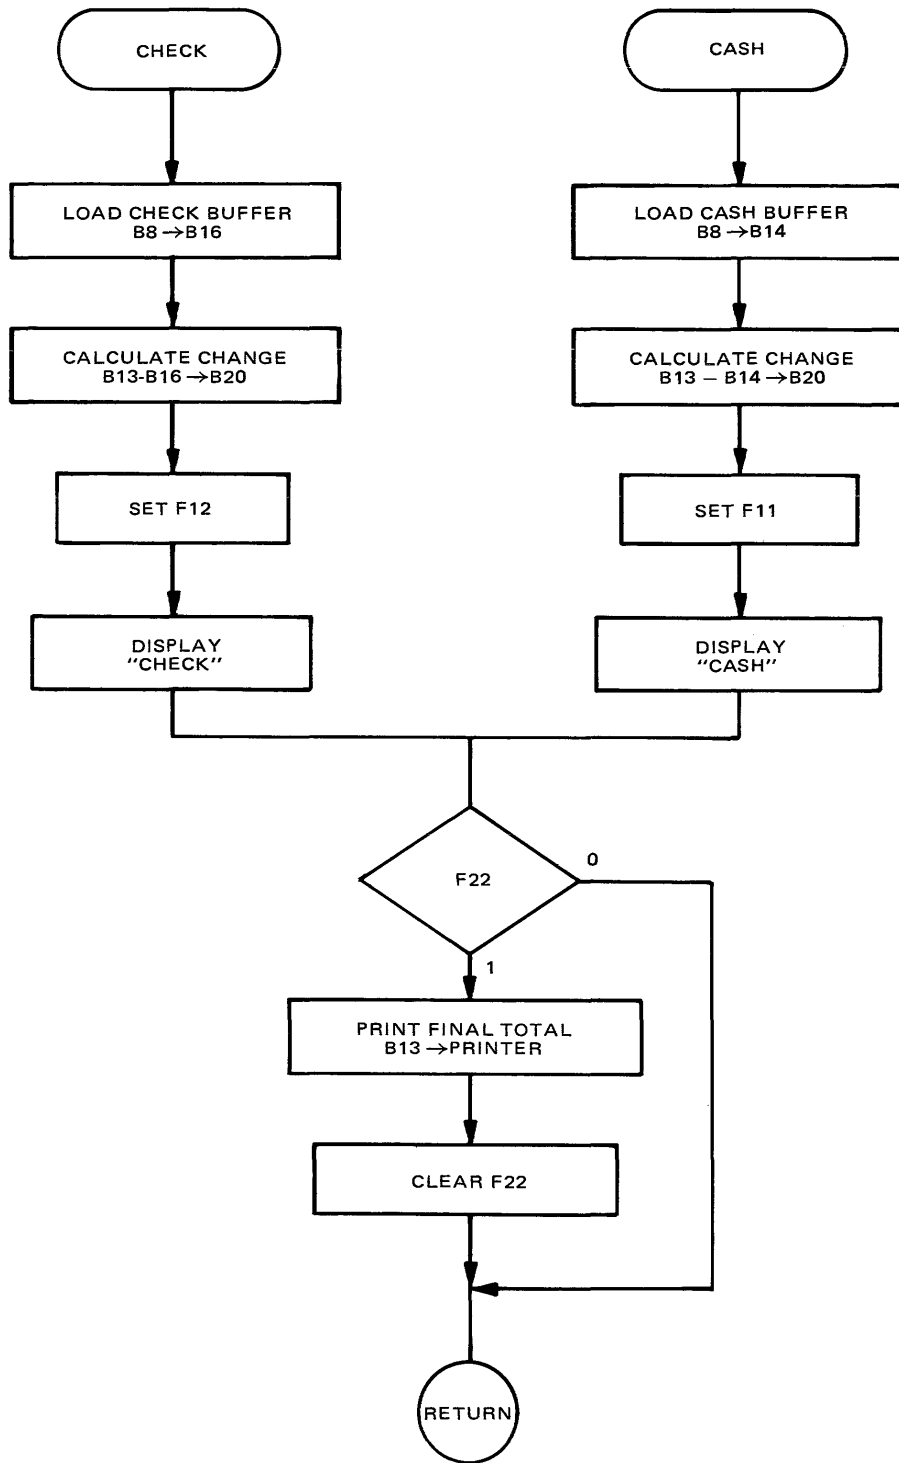 CHECK
CASH
LOAD CHECK BUFFER
B8→B16
LOAD CASH BUFFER
B8→B14
CALCULATE CHANGE
B13-B16→B20
CALCULATE CHANGE
B13 – B14→B20
SET F12
SET F11
DISPLAY
"CHECK"
DISPLAY
"CASH"
F22
0
1
PRINT FINAL TOTAL
B13→PRINTER
CLEAR F22
RETURN